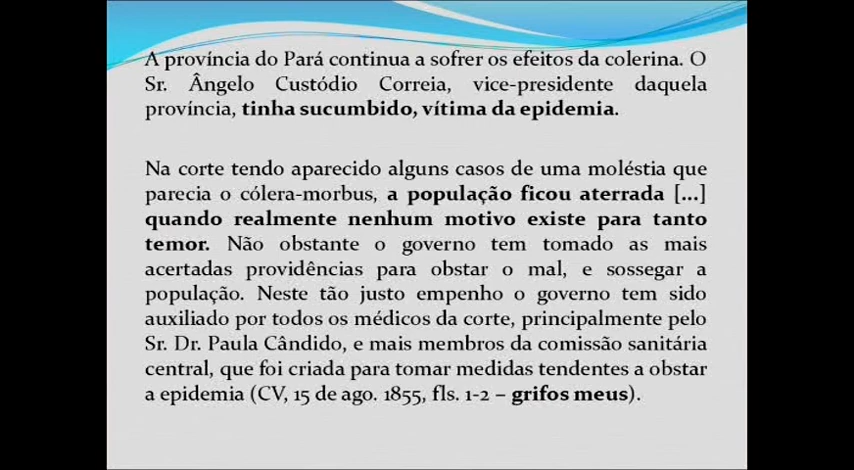 A província do Pará continua a sofrer os efeitos da colerina. O
Sr. Ângelo Custódio Correia, vice-presidente daquela
província, tinha sucumbido, vítima da epidemia.
Na corte tendo aparecido alguns casos de uma moléstia que
parecia o cólera-morbus, a população ficou aterrada [...]
quando realmente nenhum motivo existe para tanto
temor. Não obstante o governo tem tomado as mais
acertadas providências para obstar o mal, e sossegar a
população. Neste tão justo empenho o governo tem sido
auxiliado por todos os médicos da corte, principalmente pelo
Sr. Dr. Paula Cândido, e mais membros da comissão sanitária
central, que foi criada para tomar medidas tendentes a obstar
a epidemia (CV, 15 de ago. 1855, fls. 1-2 – grifos meus).